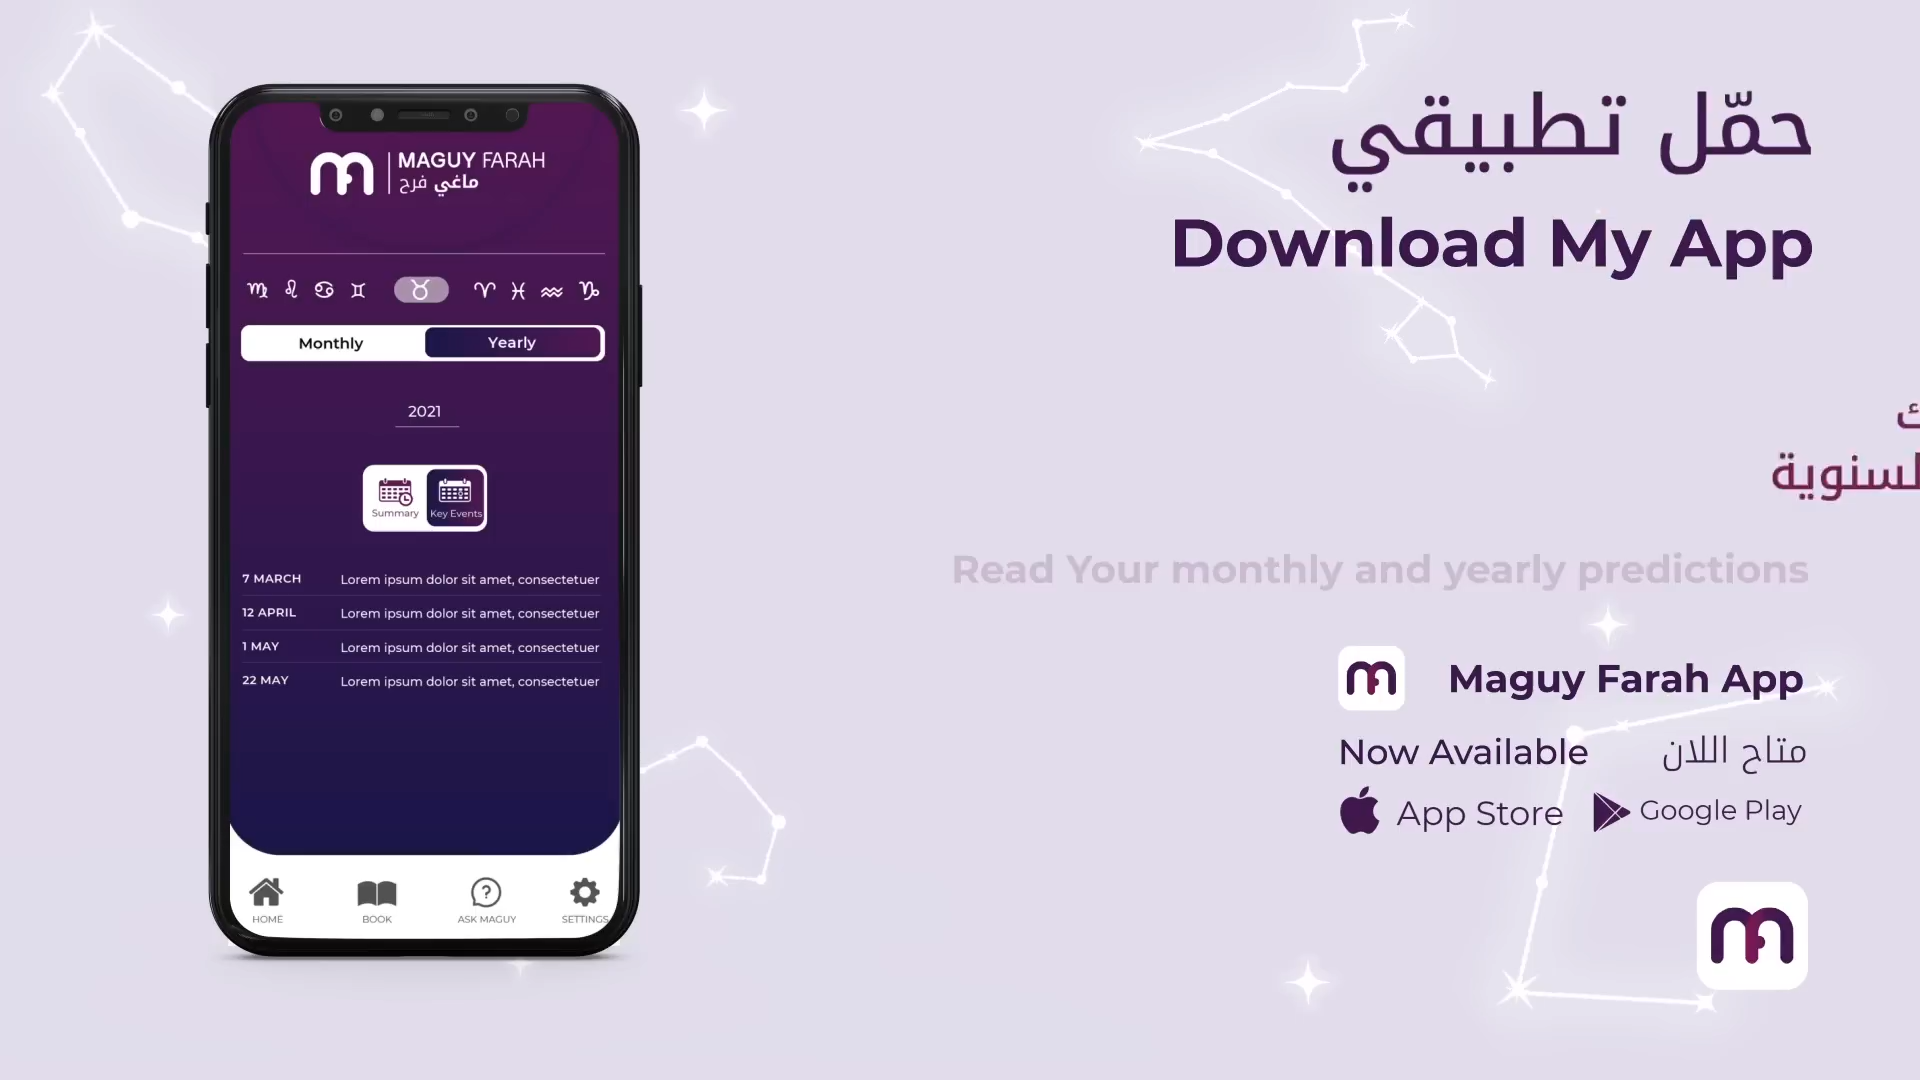 MAGUY FARAH
ماغي فرح
Monthly
Yearly
2021
Summary
Key Events
7 MARCH Lorem ipsum dolor sit amet, consectetuer
12 APRIL Lorem ipsum dolor sit amet, consectetuer
1 MAY Lorem ipsum dolor sit amet, consectetuer
22 MAY Lorem ipsum dolor sit amet, consectetuer
HOME
BOOK
ASK MAGUY
SETTINGS
حمّل تطبيقي
Download My App
Read Your monthly and yearly predictions
Maguy Farah App
Now Available
متاح اللان
App Store
Google Play